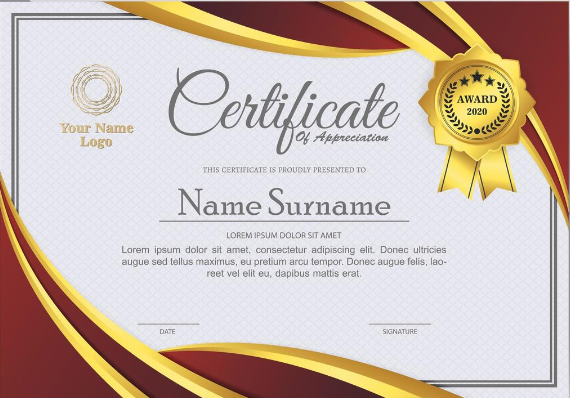 Certificate
Of Appreciation
Your Name
Logo
AWARD
2020
THIS CERTIFICATE IS PROUDLY PRESENTED TO
Name Surname
LOREM IPSUM DOLOR SIT AMET
Lorem ipsum dolor sit amet, consectetur adipiscing elit. Donec ultricies
augue sed tellus maximus, eu pretium arcu tempor. Donec augue felis, lao-
reet vel elit eu, dapibus mattis erat.
DATE
SIGNATURE